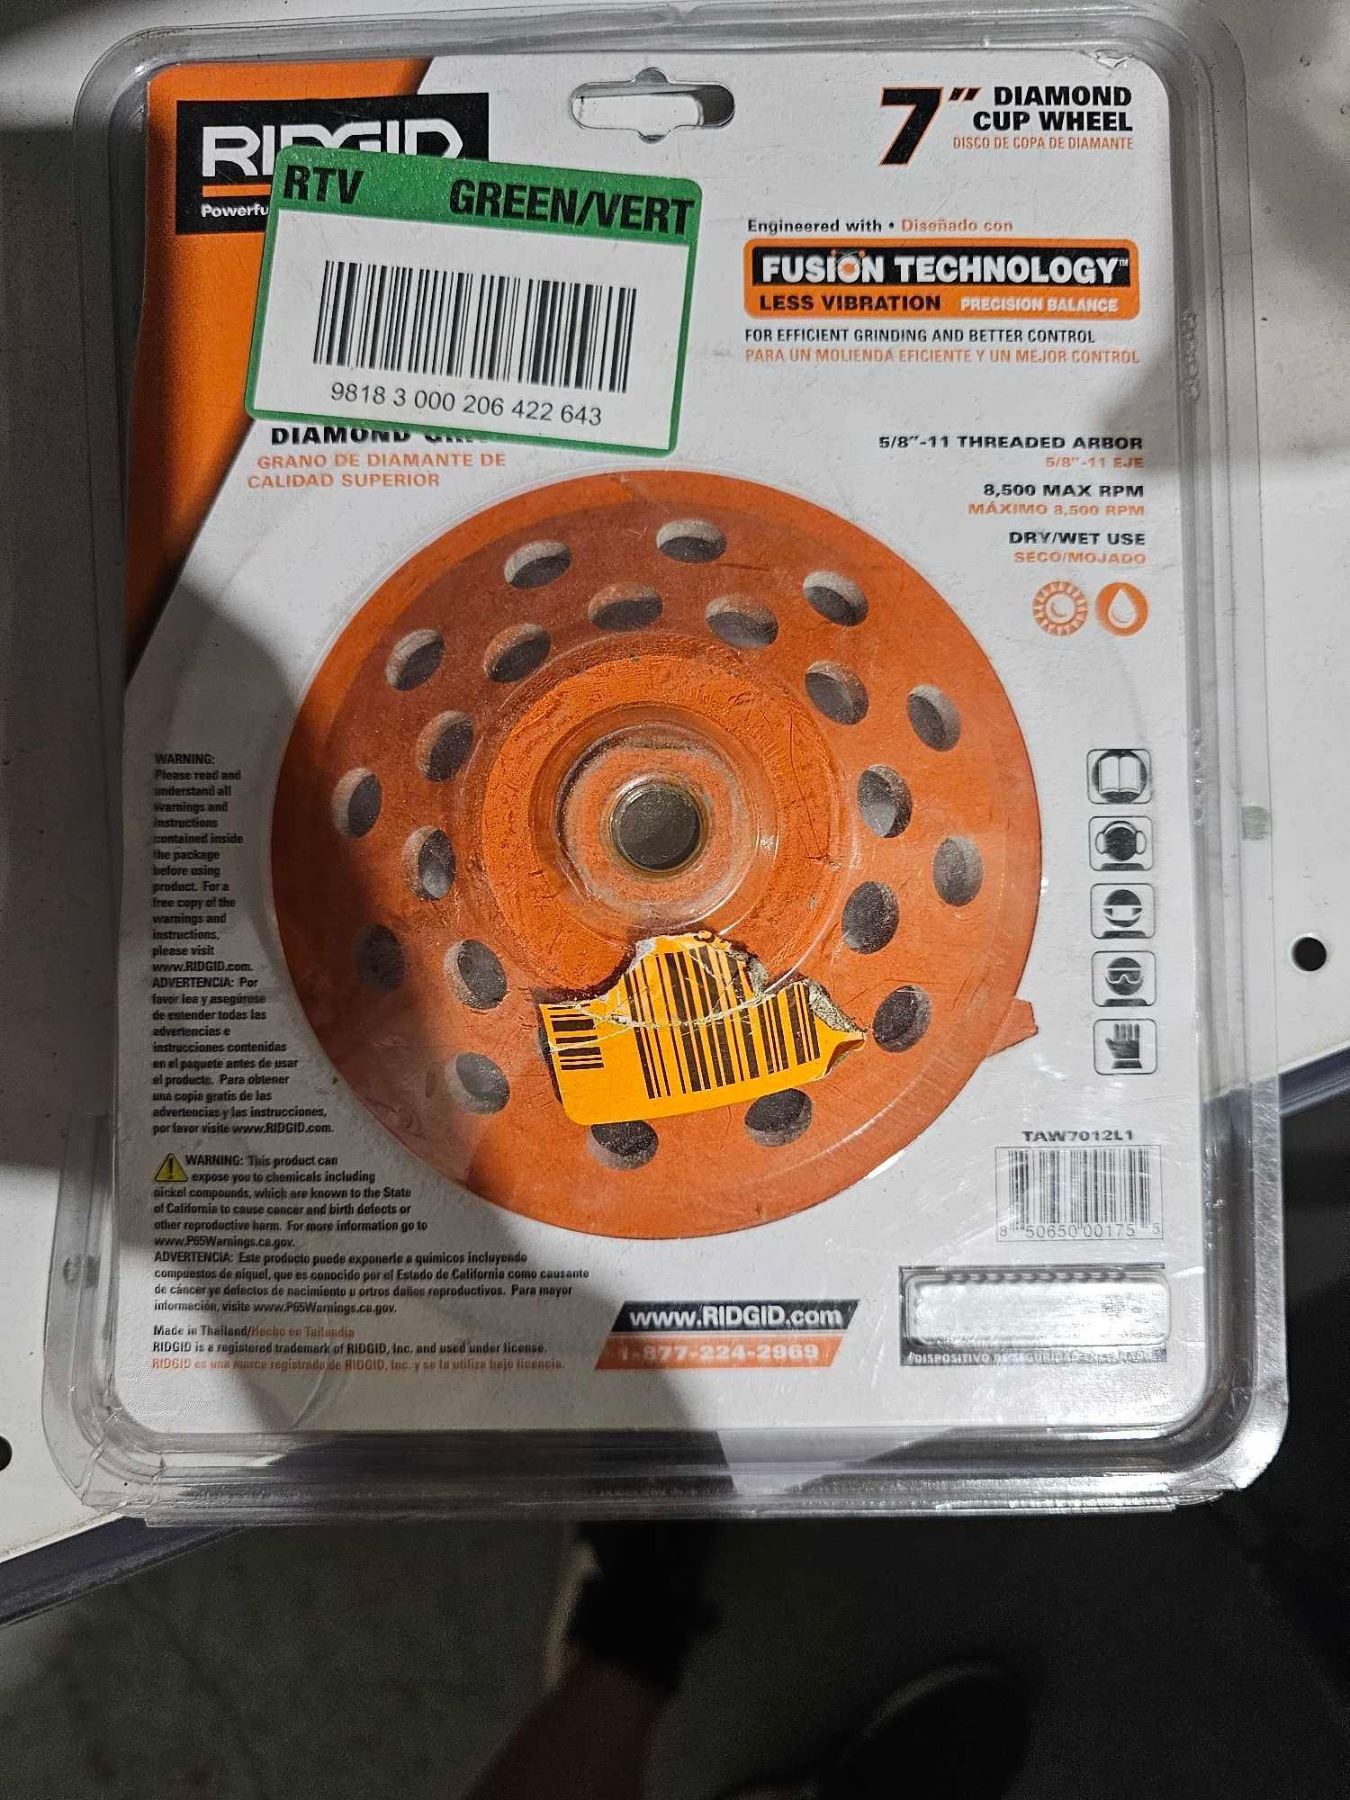 RIDGID
RTV GREEN/VERT
9818 3 000 206 422 643
7" DIAMOND
CUP WHEEL
DISCO DE COPA DE DIAMANTE
Engineered with • Diseñado con
FUSION TECHNOLOGY™
LESS VIBRATION PRECISION BALANCE
FOR EFFICIENT GRINDING AND BETTER CONTROL
PARA UN MOLIENDA EFICIENTE Y UN MEJOR CONTROL
DIAMOND
GRANO DE DIAMANTE DE
CALIDAD SUPERIOR
5/8"-11 THREADED ARBOR
5/8"-11 EJE
8,500 MAX RPM
MÁXIMO 8,500 RPM
DRY/WET USE
SECO/MOJADO
WARNING:
Please read and
understand all
warnings and
instructions
contained inside
the package
before using
product. For a
free copy of the
warnings and
instructions,
please visit
www.RIDGID.com.
ADVERTENCIA: Por
favor lea y asegúrese
de entender todas las
advertencias e
instrucciones contenidas
en el paquete antes de usar
el producto. Para obtener
una copia gratis de las
advertencias y las instrucciones,
por favor visite www.RIDGID.com.
WARNING: This product can
expose you to chemicals including
nickel compounds, which are known to the State
of California to cause cancer and birth defects or
other reproductive harm. For more information go to
www.P65Warnings.ca.gov.
ADVERTENCIA: Este producto puede exponerle a químicos incluyendo
compuestos de níquel, que es conocido por el Estado de California como causante
de cáncer ye defectos de nacimiento u ortros daños reproductivos. Para mayor
información, visite www.P65Warnings.ca.gov.
Made in Thailand/Hecho en Tailandia
RIDGID is a registered trademark of RIDGID, Inc. and used under license.
RIDGID es una marce registrada de RIDGID, Inc. y se la utiliza bajo licencia.
TAW7012L1
8 50650 00175 5
www.RIDGID.com
1-877-224-2969